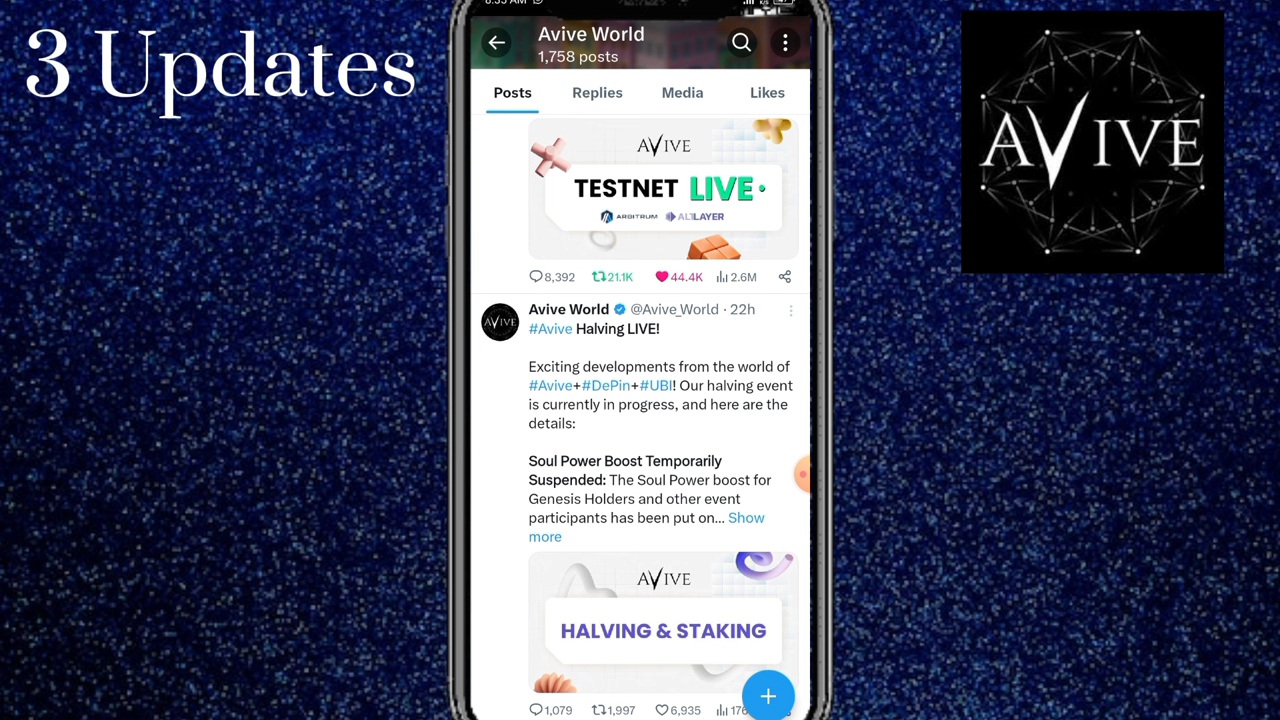 3 Updates
Avive World
1,758 posts
Posts Replies Media Likes
AVIVE
TESTNET LIVE
ARBITRUM ALTLAYER
8,392 21.1K 44.4K 2.6M
Avive World @Avive_World · 22h
#Avive Halving LIVE!
Exciting developments from the world of
#Avive+#DePin+#UBI! Our halving event
is currently in progress, and here are the
details:
Soul Power Boost Temporarily
Suspended: The Soul Power boost for
Genesis Holders and other event
participants has been put on... Show
more
AVIVE
HALVING & STAKING
1,079 1,997 6,935
AVIVE
AVIVE